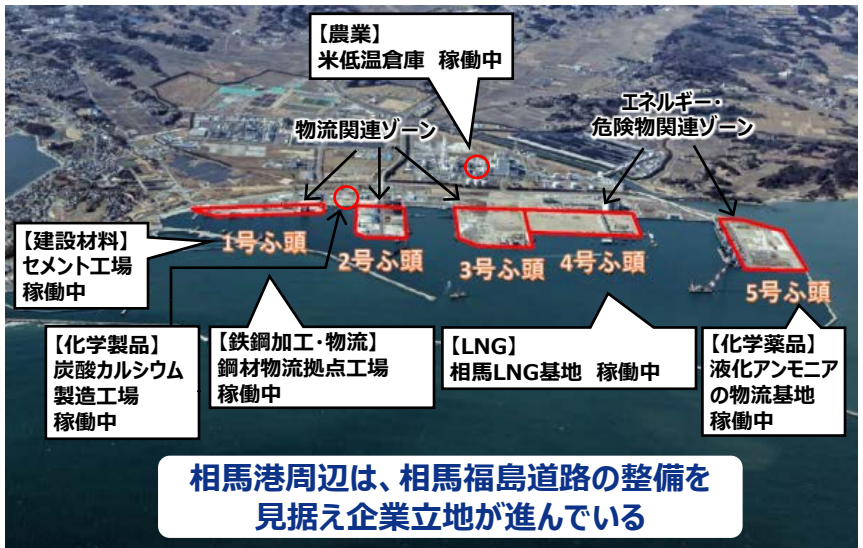 【農業】
米低温倉庫 稼働中
物流関連ゾーン
エネルギー・
危険物関連ゾーン
1号ふ頭
2号ふ頭
3号ふ頭
4号ふ頭
5号ふ頭
【建設材料】
セメント工場
稼働中
【化学製品】
炭酸カルシウム
製造工場
稼働中
【鉄鋼加工・物流】
鋼材物流拠点工場
稼働中
【LNG】
相馬LNG基地 稼働中
【化学薬品】
液化アンモニア
の物流基地
稼働中
相馬港周辺は、相馬福島道路の整備を
見据え企業立地が進んでいる